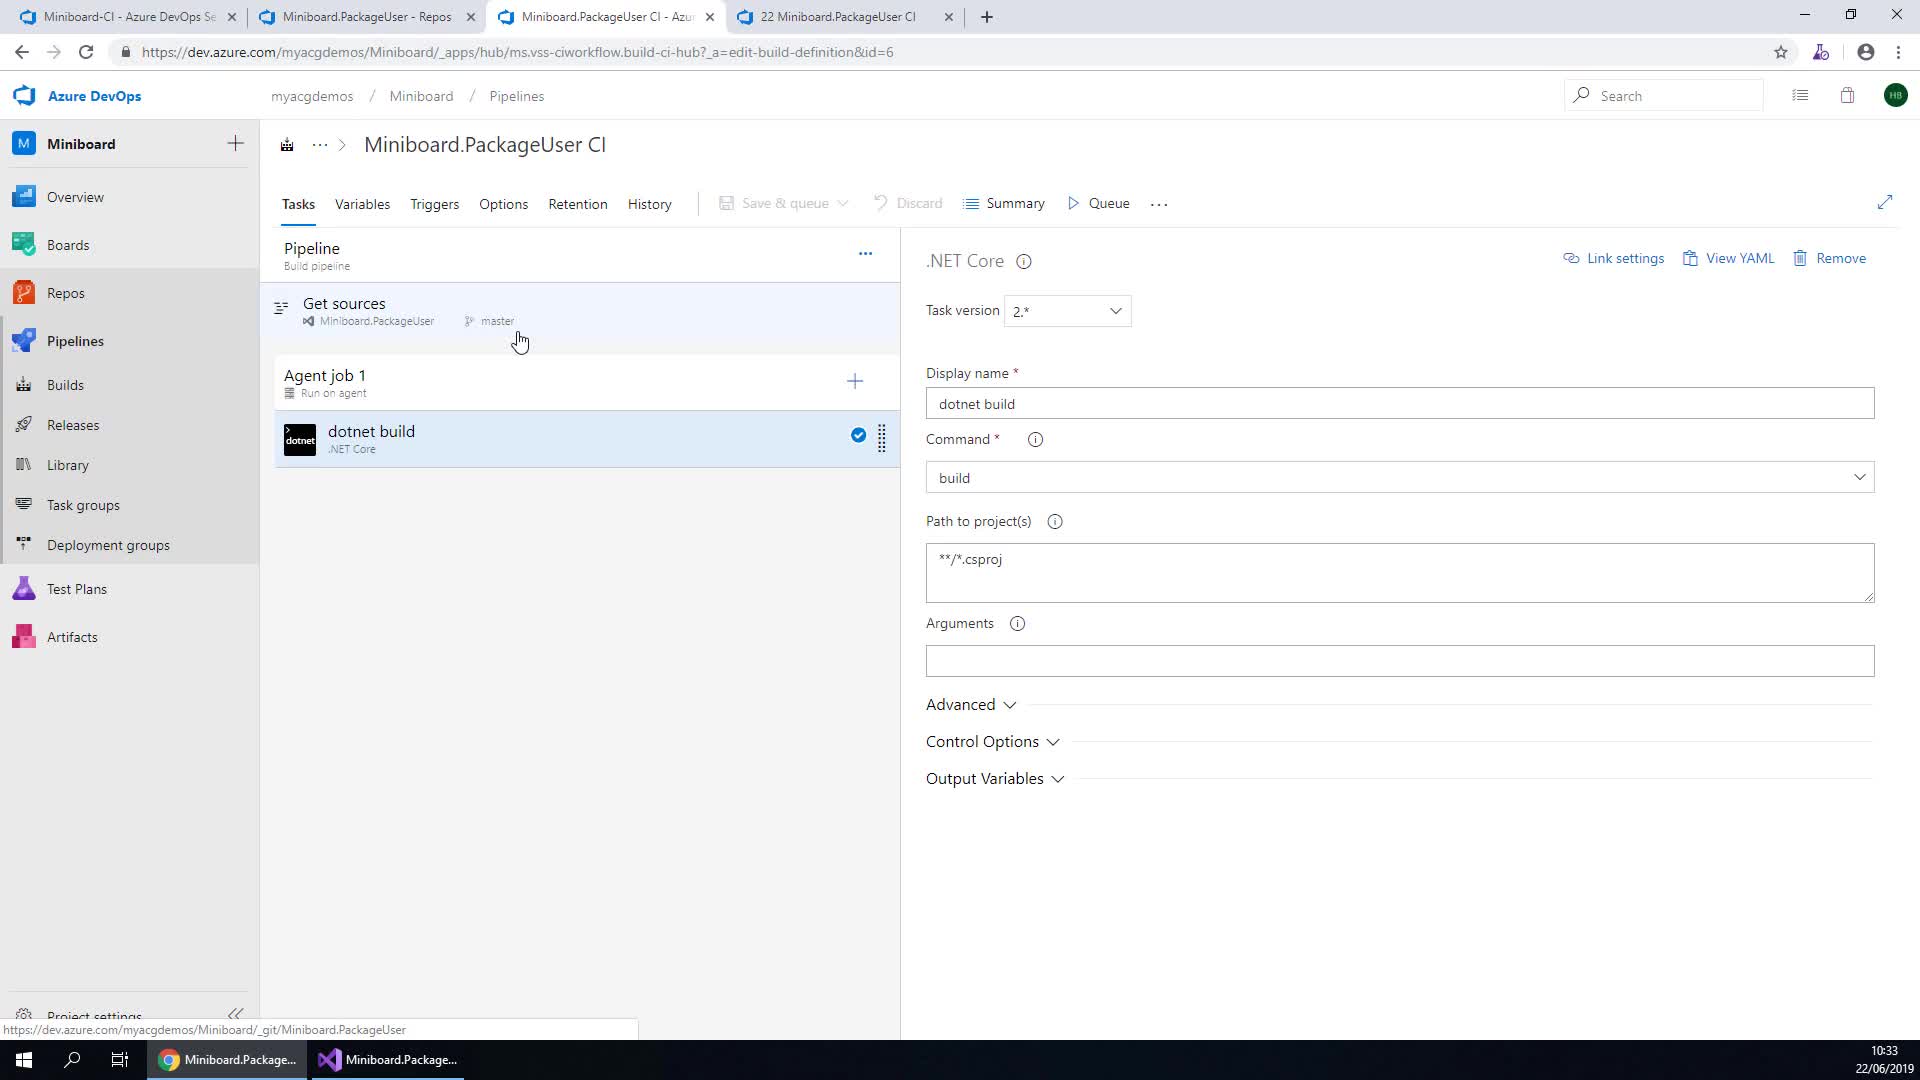 Miniboard-CI - Azure DevOps Se
Miniboard.PackageUser - Repos
Miniboard.PackageUser CI - Azur
22 Miniboard.PackageUser CI
https://dev.azure.com/myacgdemos/Miniboard/_apps/hub/ms.vss-ciworkflow.build-ci-hub?_a=edit-build-definition&id=6
Azure DevOps
myacgdemos / Miniboard / Pipelines
Search
HB
M Miniboard
Overview
Boards
Repos
Pipelines
Builds
Releases
Library
Task groups
Deployment groups
Test Plans
Artifacts
Project settings
https://dev.azure.com/myacgdemos/Miniboard/_git/Miniboard.PackageUser
Miniboard.PackageUser CI
Tasks Variables Triggers Options Retention History Save & queue Discard Summary Queue
Pipeline
Build pipeline
Get sources
Miniboard.PackageUser master
Agent job 1
Run on agent
dotnet
dotnet build
.NET Core
.NET Core
Link settings View YAML Remove
Task version 2.*
Display name *
dotnet build
Command *
build
Path to project(s)
**/*.csproj
Arguments
Advanced
Control Options
Output Variables
Miniboard.Package...
Miniboard.Package...
10:33
22/06/2019